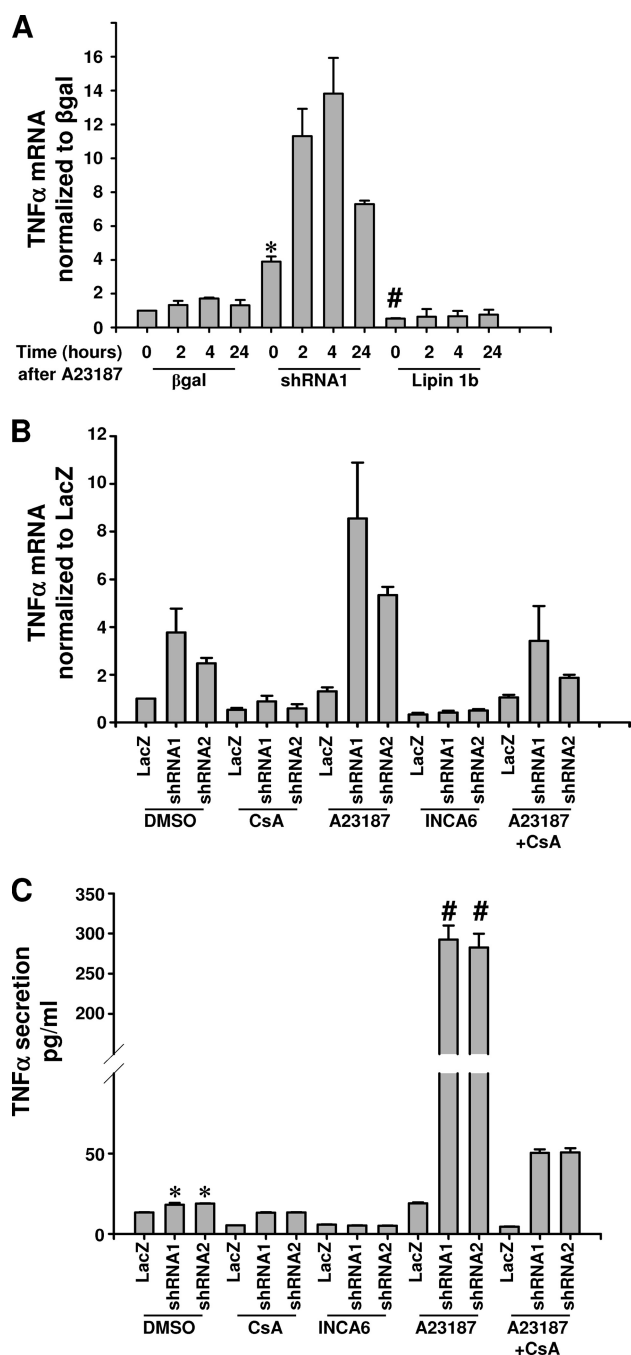 A
TNFα mRNA
normalized to βgal
16
14
12
10
8
6
4
2
0
*
#
0 2 4 24 0 2 4 24 0 2 4 24
Time (hours)
after A23187
βgal shRNA1 Lipin 1b
B
TNFα mRNA
normalized to LacZ
12
10
8
6
4
2
0
LacZ shRNA1 shRNA2 LacZ shRNA1 shRNA2 LacZ shRNA1 shRNA2 LacZ shRNA1 shRNA2 LacZ shRNA1 shRNA2
DMSO CsA A23187 INCA6 A23187
+CsA
C
TNFα secretion
pg/ml
350
300
250
200
50
0
* * # #
LacZ shRNA1 shRNA2 LacZ shRNA1 shRNA2 LacZ shRNA1 shRNA2 LacZ shRNA1 shRNA2 LacZ shRNA1 shRNA2
DMSO CsA INCA6 A23187 A23187
+CsA